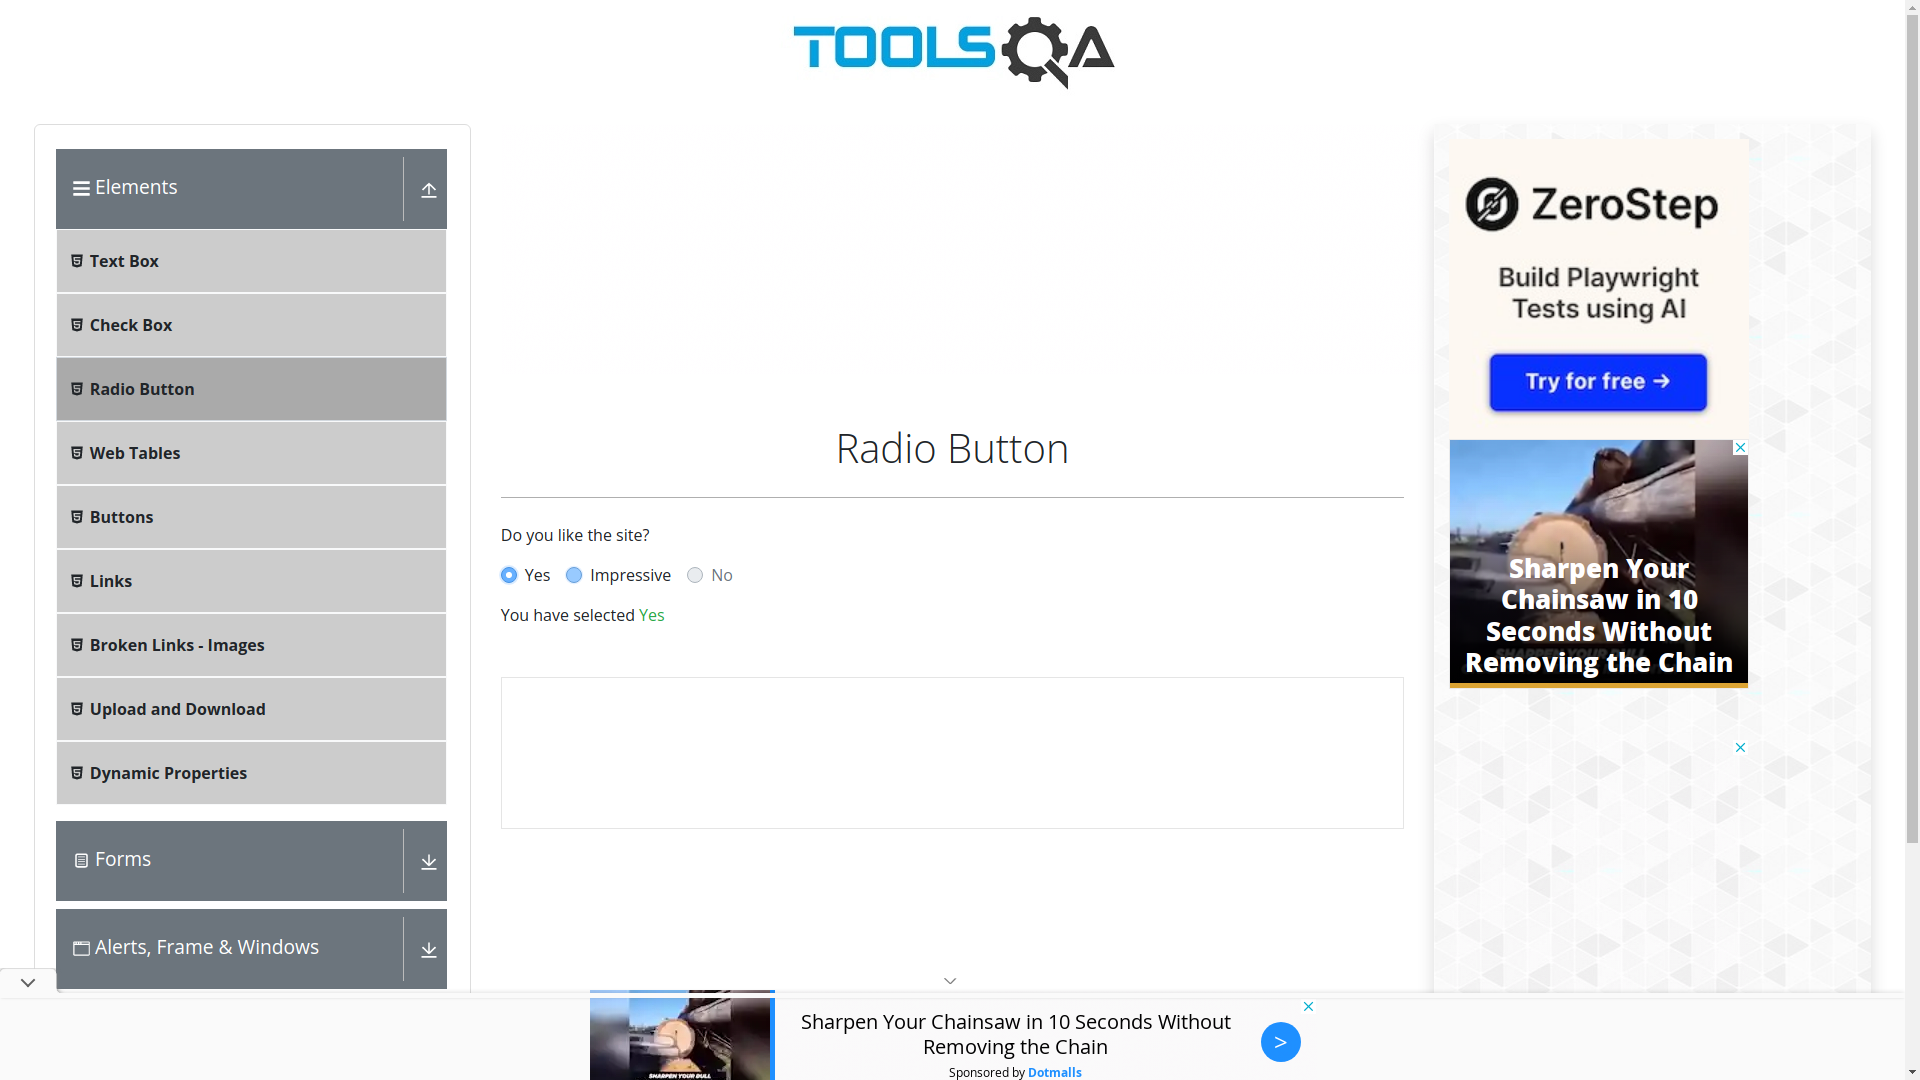 TOOLSQA
Elements
Text Box
Check Box
Radio Button
Web Tables
Buttons
Links
Broken Links - Images
Upload and Download
Dynamic Properties
Forms
Alerts, Frame & Windows
Radio Button
Do you like the site?
Yes
Impressive
No
You have selected Yes
ZeroStep
Build Playwright
Tests using AI
Try for free →
Sharpen Your
Chainsaw in 10
Seconds Without
Removing the Chain
SHARPEN YOUR DULL
Sharpen Your Chainsaw in 10 Seconds Without
Removing the Chain
Sponsored by Dotmalls
>